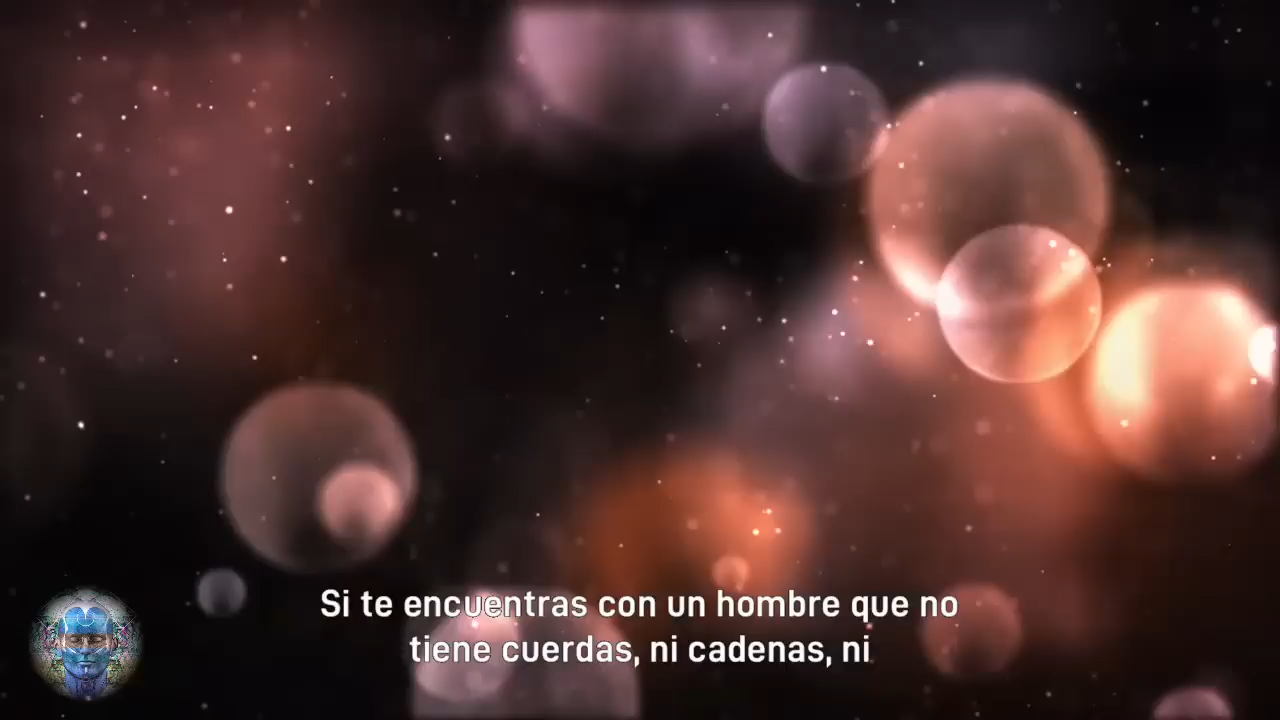 Si te encuentras con un hombre que no
tiene cuerdas, ni cadenas, ni